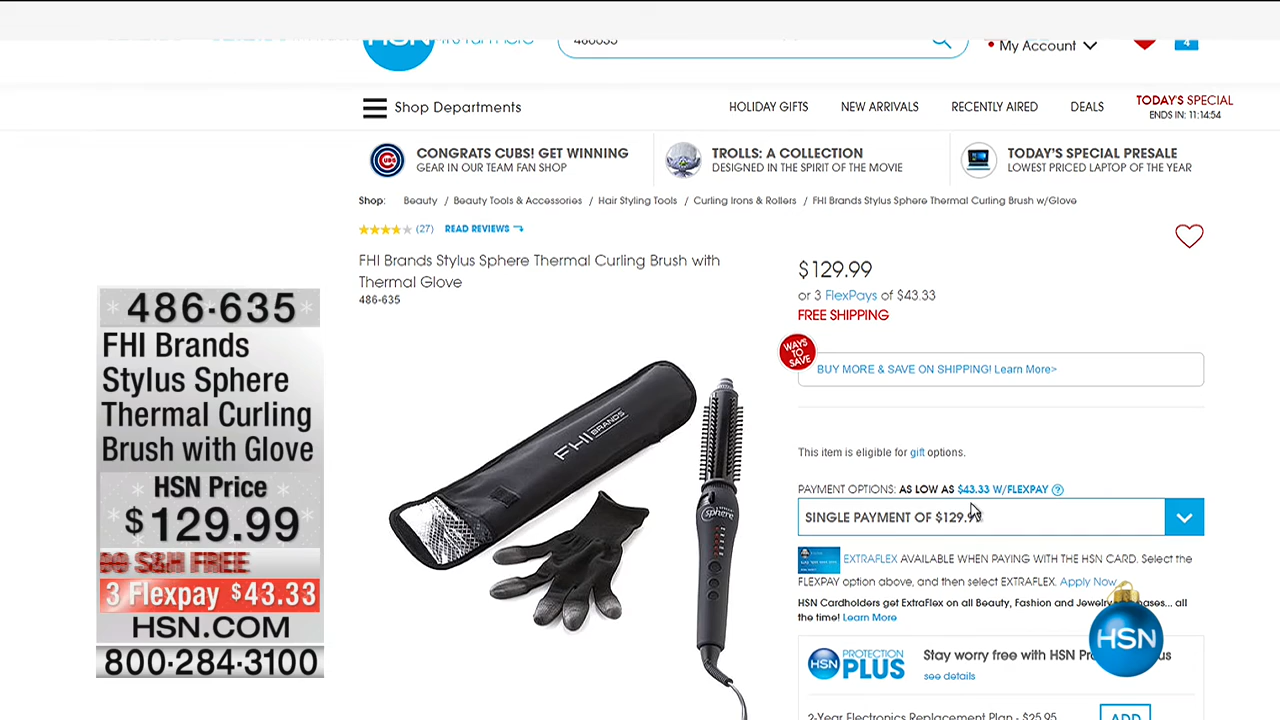 HSN
486635
My Account
4
Shop Departments
HOLIDAY GIFTS
NEW ARRIVALS
RECENTLY AIRED
DEALS
TODAY'S SPECIAL
ENDS IN: 11:14:54
CONGRATS CUBS! GET WINNING
GEAR IN OUR TEAM FAN SHOP
TROLLS: A COLLECTION
DESIGNED IN THE SPIRIT OF THE MOVIE
TODAY'S SPECIAL PRESALE
LOWEST PRICED LAPTOP OF THE YEAR
Shop: Beauty / Beauty Tools & Accessories / Hair Styling Tools / Curling Irons & Rollers / FHI Brands Stylus Sphere Thermal Curling Brush w/Glove
(27) READ REVIEWS
FHI Brands Stylus Sphere Thermal Curling Brush with
Thermal Glove
486-635
$129.99
or 3 FlexPays of $43.33
FREE SHIPPING
WAYS
TO
SAVE
BUY MORE & SAVE ON SHIPPING! Learn More>
This item is eligible for gift options.
PAYMENT OPTIONS: AS LOW AS $43.33 W/FLEXPAY ?
SINGLE PAYMENT OF $129.99
EXTRAFLEX AVAILABLE WHEN PAYING WITH THE HSN CARD. Select the
FLEXPAY option above, and then select EXTRAFLEX. Apply Now
HSN Cardholders get ExtraFlex on all Beauty, Fashion and Jewelry all
the time! Learn More
HSN
PROTECTION
PLUS
Stay worry free with HSN
see details
2-Year Electronics Replacement Plan - $25.95
ADD
HSN
FHI BRANDS
sphere
486·635
FHI Brands
Stylus Sphere
Thermal Curling
Brush with Glove
HSN Price
$129.99
S&H FREE
3 Flexpay $43.33
HSN.COM
800·284·3100